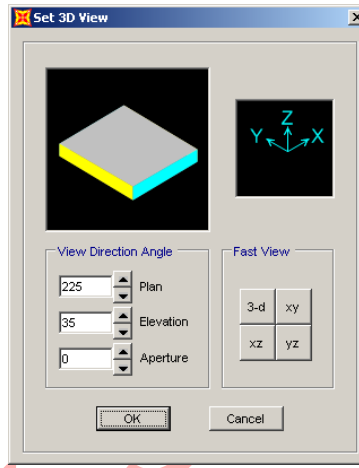 Set 3D View
Z
Y X
View Direction Angle
225 Plan
35 Elevation
0 Aperture
Fast View
3-d xy
xz yz
OK Cancel